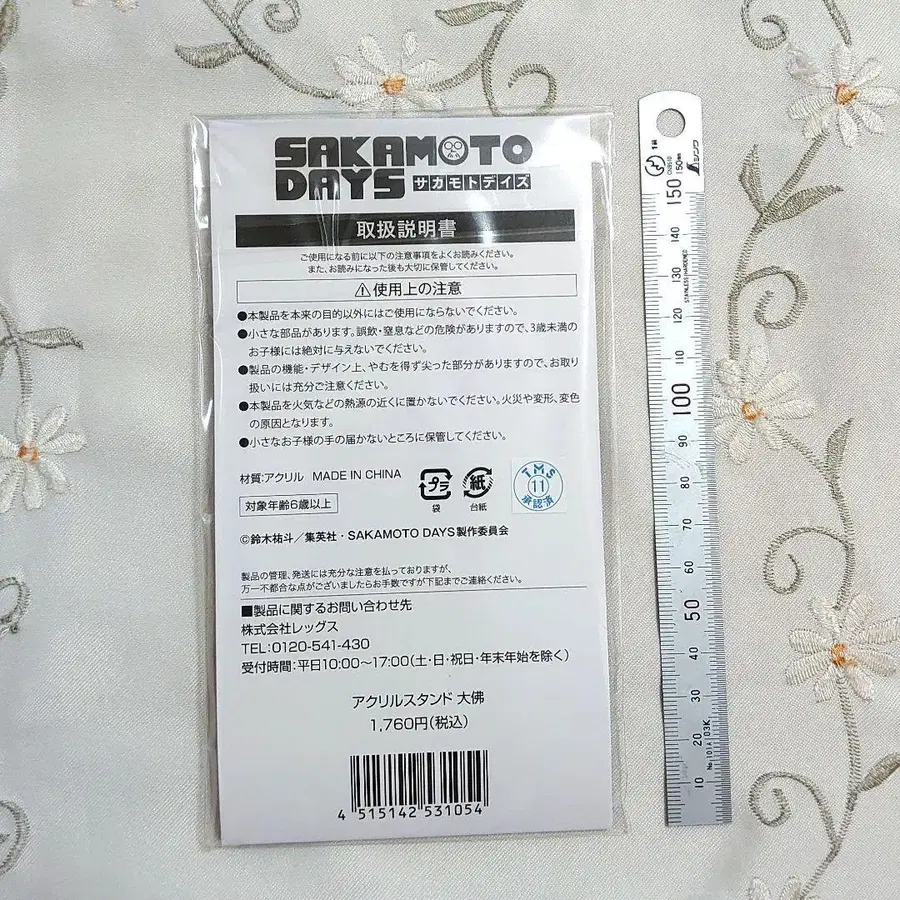 SAKAMOTO
DAYS サカモトデイズ
取扱説明書
ご使用になる前に以下の注意事項をよくお読みください。
また、お読みになった後も大切に保管してください。
⚠使用上の注意
●本製品を本来の目的以外にはご使用にならないでください。
●小さな部品があります。誤飲・窒息などの危険がありますので、3歳未満の
お子様には絶対に与えないでください。
●製品の機能・デザイン上、やむを得ず尖った部分がありますので、お取り
扱いには充分ご注意ください。
●本製品を火気などの熱源の近くに置かないでください。火災や変形、変色
の原因となります。
●小さなお子様の手の届かないところに保管してください。
材質：アクリル MADE IN CHINA
対象年齢6歳以上
プラ
袋
紙
台紙
TMS
11
承認済
©鈴木祐斗／集英社・SAKAMOTO DAYS製作委員会
製品の管理、発送には充分な注意を払っておりますが、
万一不都合な点がございましたらお手数ですが下記までご連絡ください。
■製品に関するお問い合わせ先
株式会社レッグス
TEL：0120-541-430
受付時間：平日10：00〜17：00（土・日・祝日・年末年始を除く）
アクリルスタンド 大佛
1,760円（税込）
4 515142 531054
シンワ
150mm
1級
150
140
130
STAINLESS HARDENED
120
110
100
90
80
70
60
50
40
30
20
10
No.101A 03K